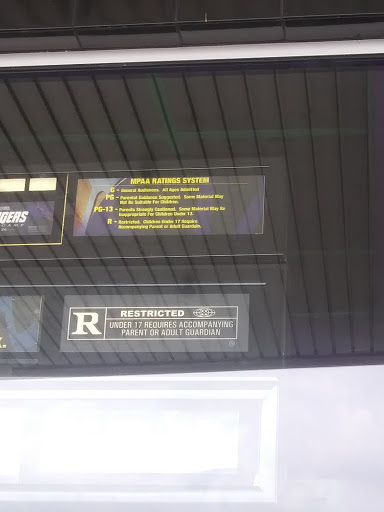 MPAA RATINGS SYSTEM
G - General Audiences. All Ages Admitted
PG - Parental Guidance Suggested. Some Material May
Not Be Suitable For Children.
PG-13 - Parents Strongly Cautioned. Some Material May Be
Inappropriate For Children Under 13.
R - Restricted. Children Under 17 Require
Accompanying Parent or Adult Guardian.
R
RESTRICTED
UNDER 17 REQUIRES ACCOMPANYING
PARENT OR ADULT GUARDIAN